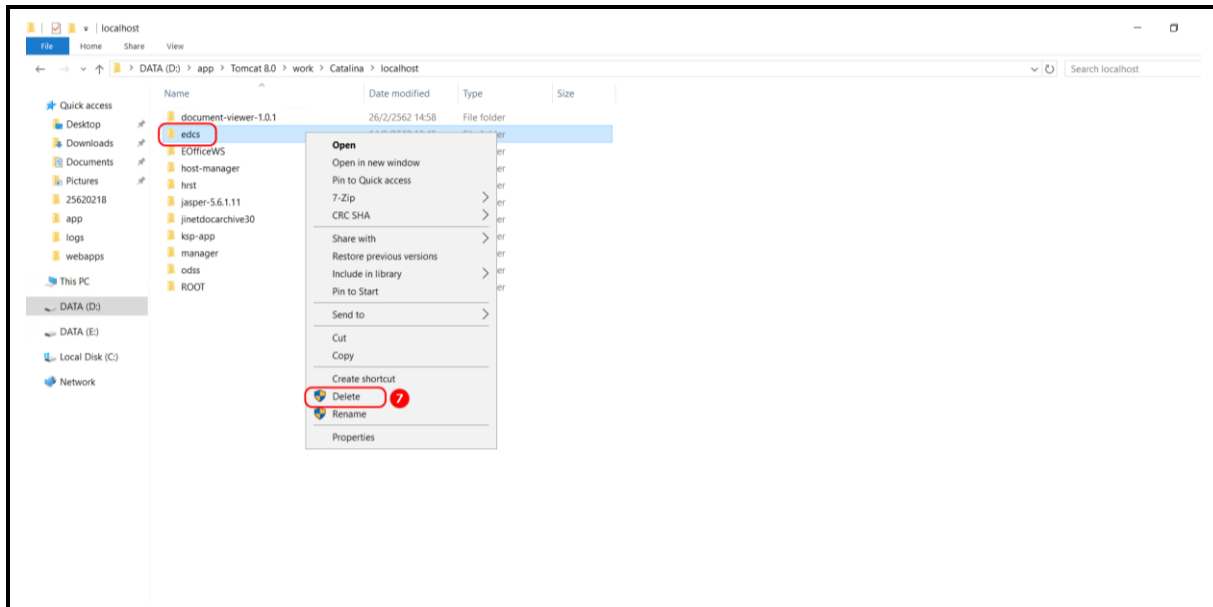 localhost
File Home Share View
DATA (D:) > app > Tomcat 8.0 > work > Catalina > localhost
Search localhost
Name Date modified Type Size
Quick access
Desktop
Downloads
Documents
Pictures
25620218
app
logs
webapps
This PC
DATA (D:)
DATA (E:)
Local Disk (C:)
Network
document-viewer-1.0.1 26/2/2562 14:58 File folder
edcs
EOfficeWS
host-manager
hrst
jasper-5.6.1.11
jinetdocarchive30
ksp-app
manager
odss
ROOT
Open
Open in new window
Pin to Quick access
7-Zip
CRC SHA
Share with
Restore previous versions
Include in library
Pin to Start
Send to
Cut
Copy
Create shortcut
Delete 7
Rename
Properties